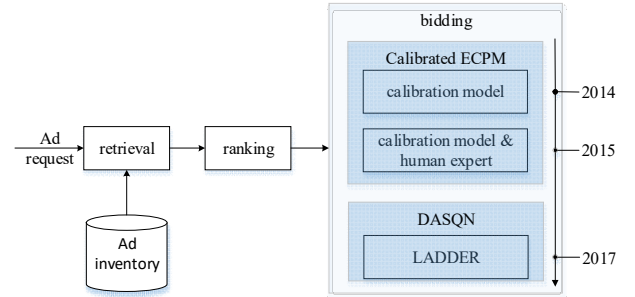 bidding
Calibrated ECPM
calibration model
2014
calibration model &
human expert
2015
Ad
request
retrieval
ranking
DASQN
LADDER
2017
Ad
inventory